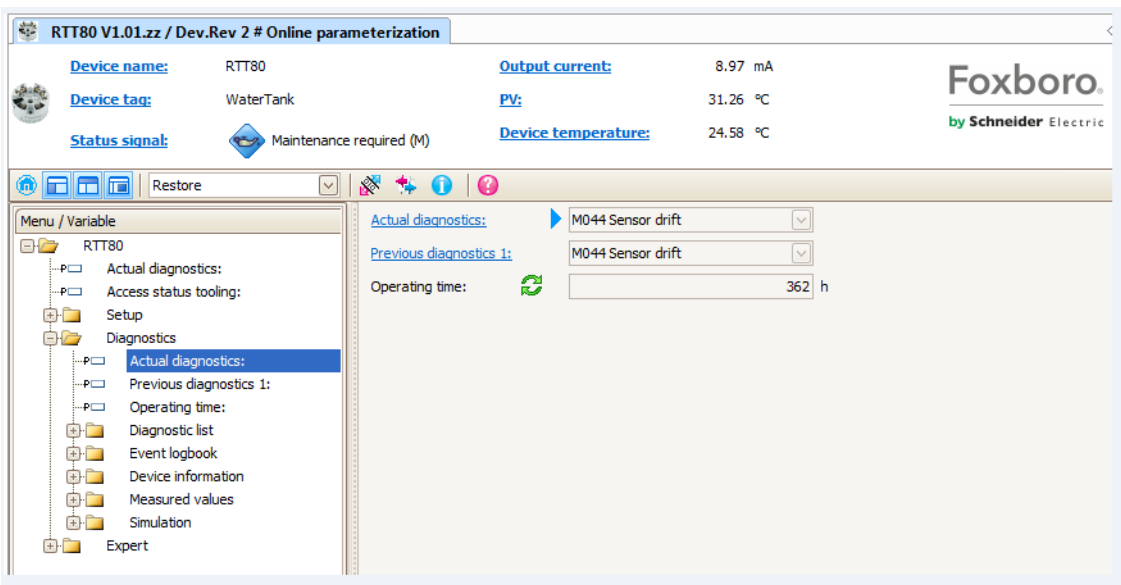 RTT80 V1.01.zz / Dev.Rev 2 # Online parameterization
Device name: RTT80 Output current: 8.97 mA
Device tag: WaterTank PV: 31.26 °C
Status signal: Maintenance required (M) Device temperature: 24.58 °C
Foxboro.
by Schneider Electric
Restore
Menu / Variable
RTT80
Actual diagnostics:
Access status tooling:
Setup
Diagnostics
Actual diagnostics:
Previous diagnostics 1:
Operating time:
Diagnostic list
Event logbook
Device information
Measured values
Simulation
Expert
Actual diagnostics: M044 Sensor drift
Previous diagnostics 1: M044 Sensor drift
Operating time: 362 h